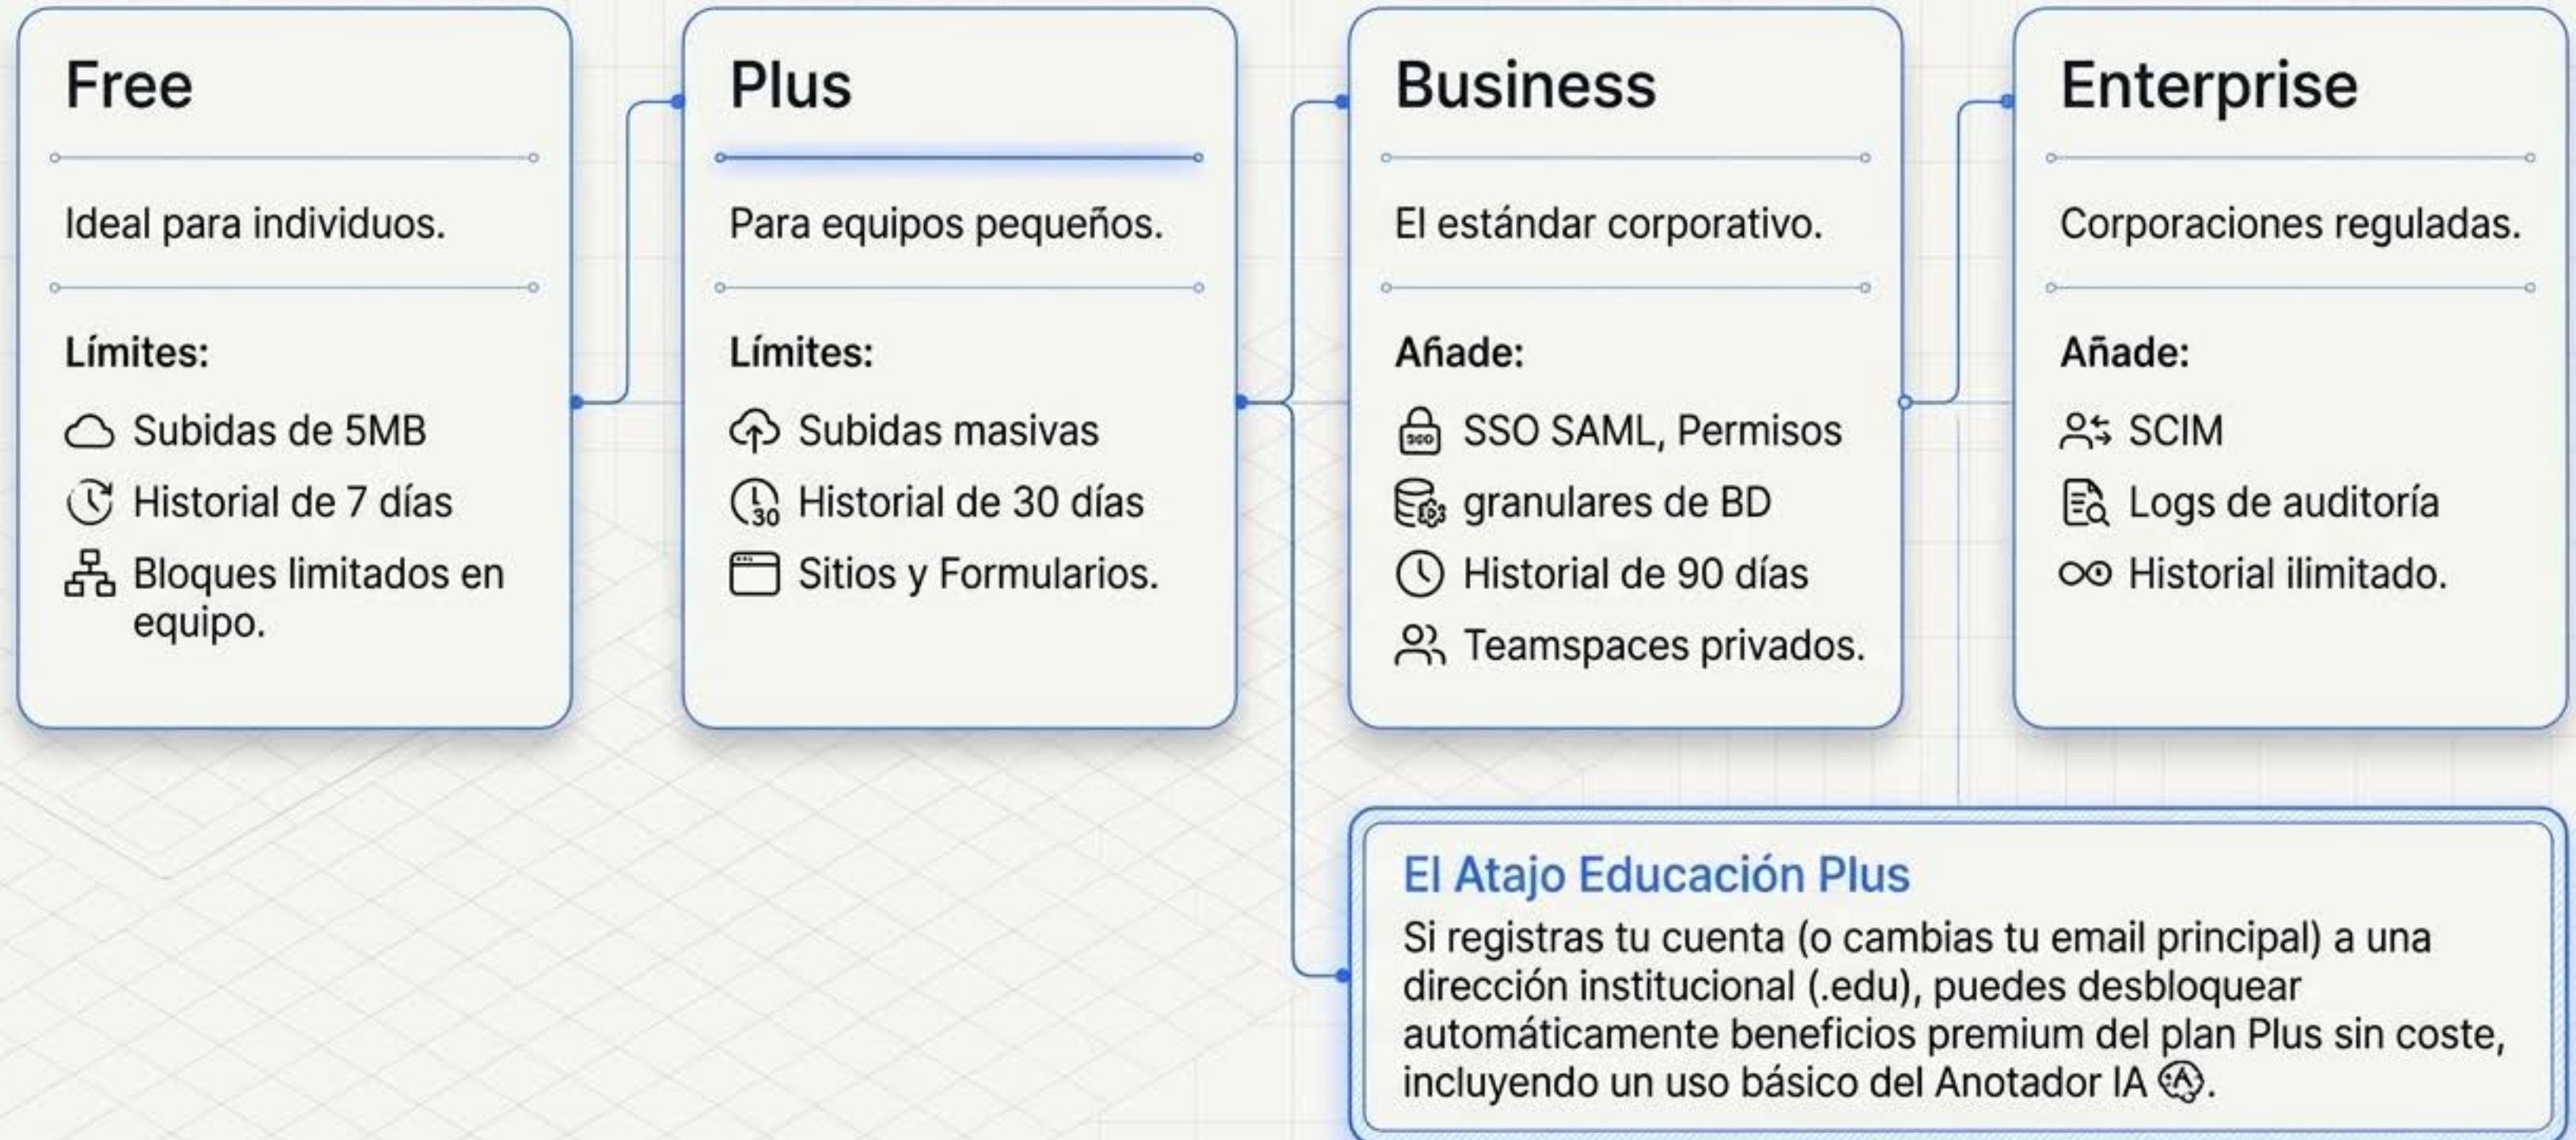 Free
Ideal para individuos.
Límites:
Subidas de 5MB
Historial de 7 días
Bloques limitados en
equipo.
Plus
Para equipos pequeños.
Límites:
30
Subidas masivas
Historial de 30 días
Sitios y Formularios.
Business
El estándar corporativo.
Añade:
SSO SAML, Permisos
granulares de BD
Historial de 90 días
Teamspaces privados.
Enterprise
Corporaciones reguladas.
Añade:
SCIM
Logs de auditoría
Historial ilimitado.
El Atajo Educación Plus
Si registras tu cuenta (o cambias tu email principal) a una
dirección institucional (.edu), puedes desbloquear
automáticamente beneficios premium del plan Plus sin coste,
incluyendo un uso básico del Anotador IA.